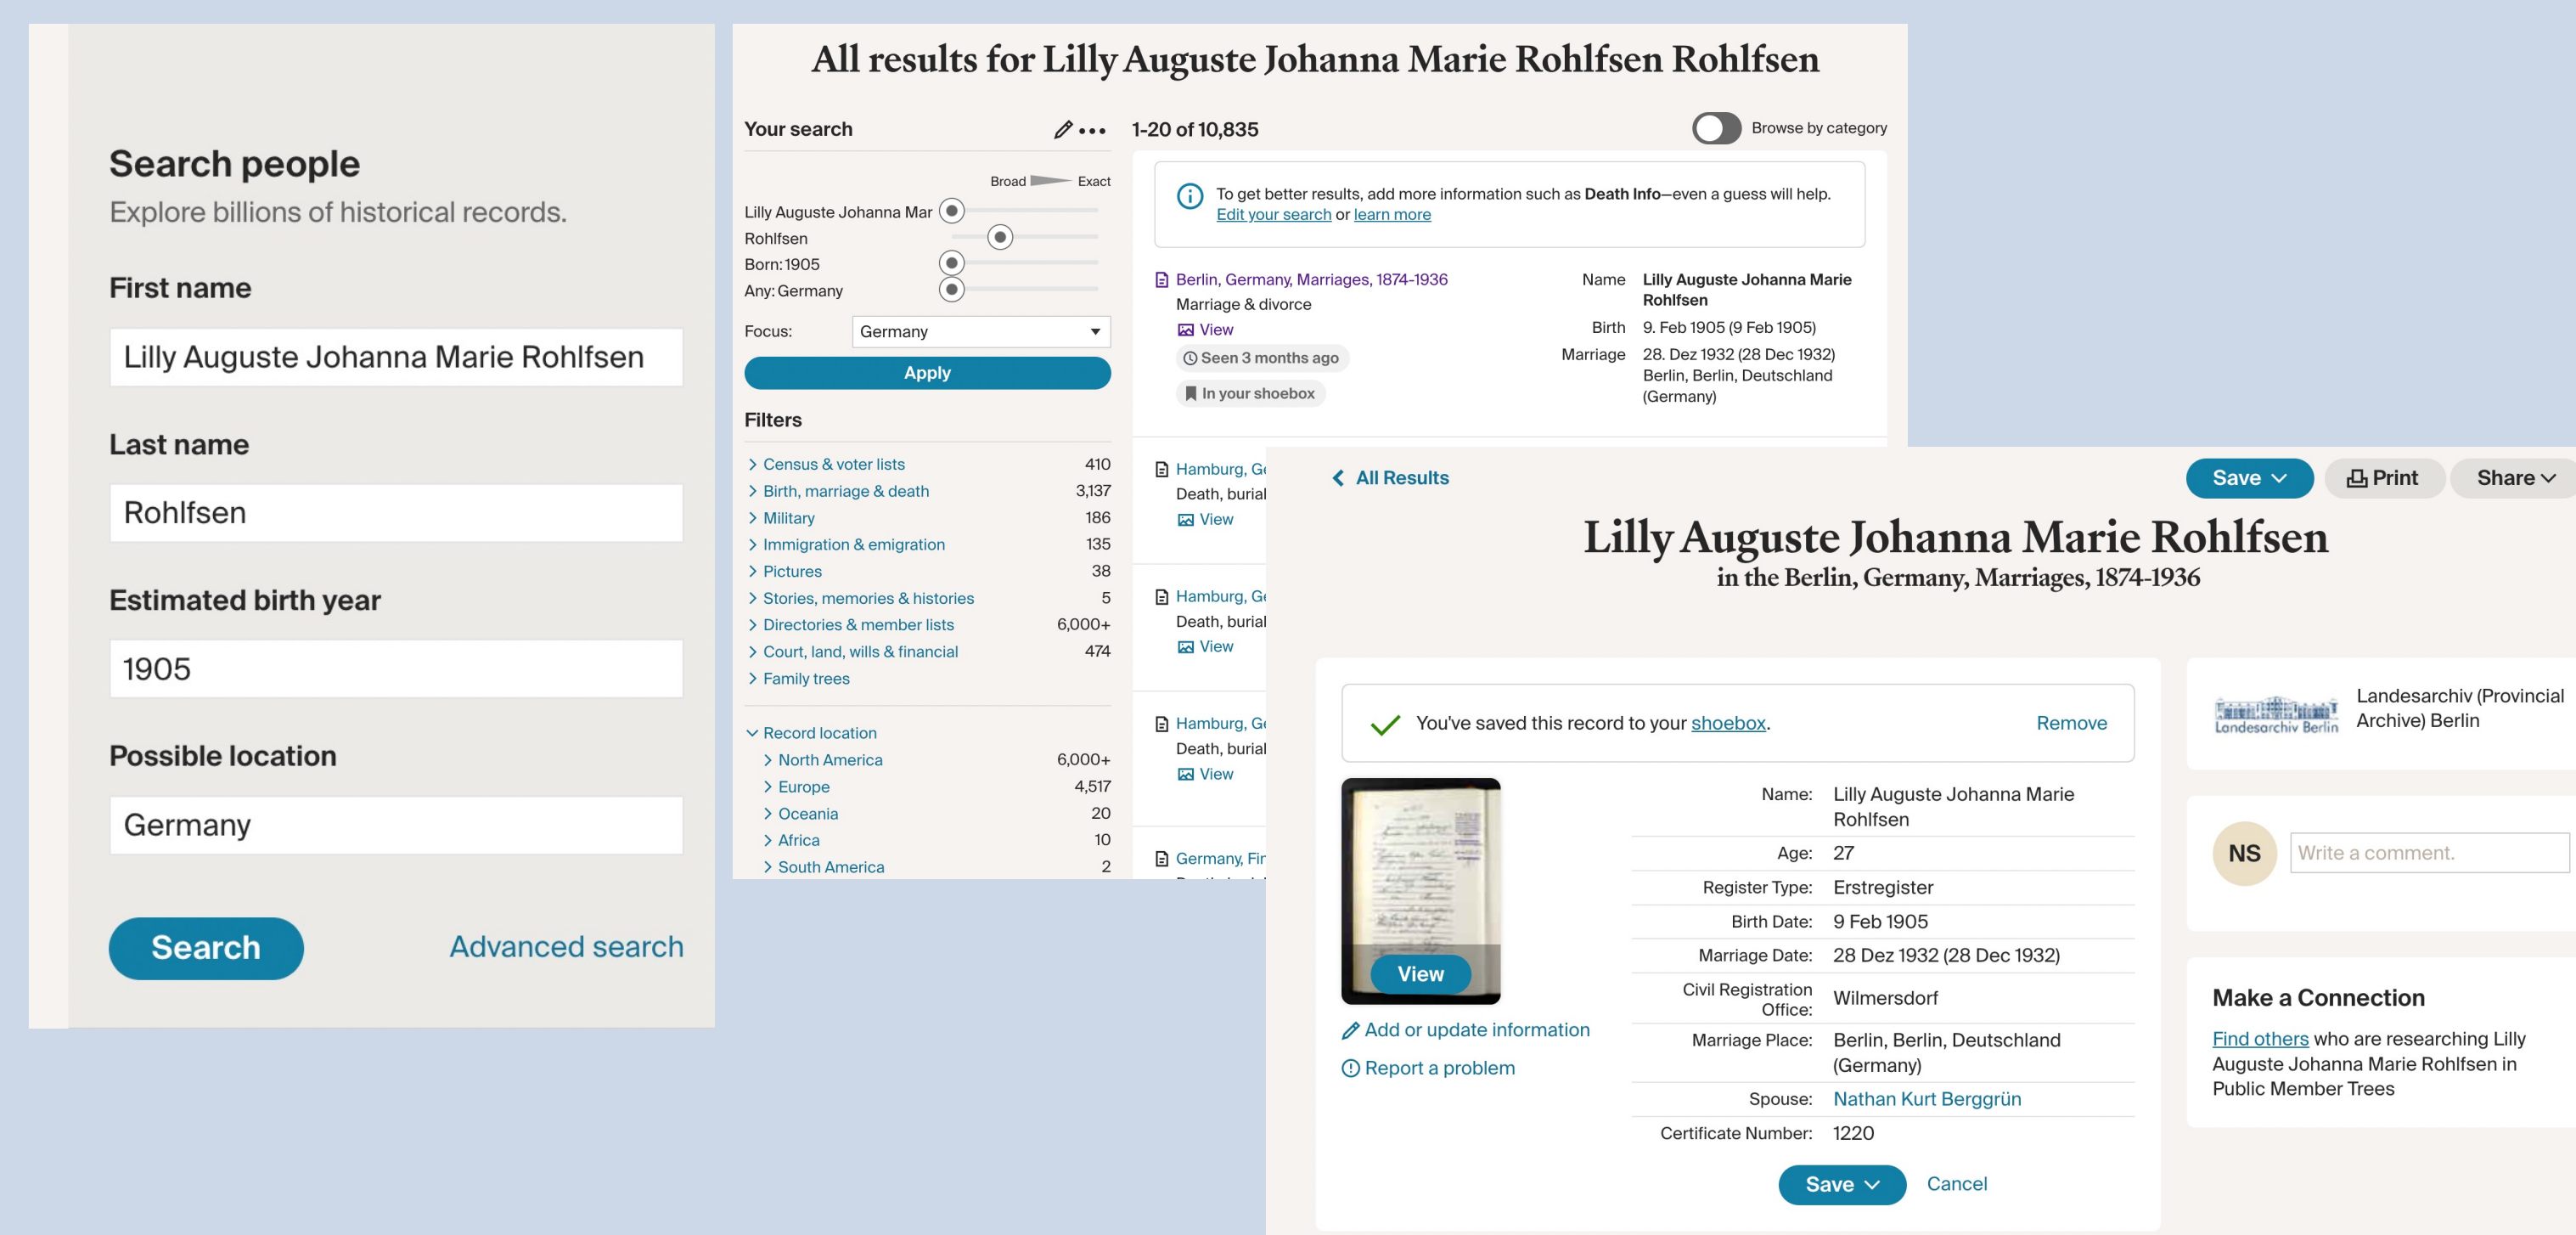 Search people
Explore billions of historical records.
First name
Lilly Auguste Johanna Marie Rohlfsen
Last name
Rohlfsen
Estimated birth year
1905
Possible location
Germany
Search
Advanced search
All results for Lilly Auguste Johanna Marie Rohlfsen Rohlfsen
Your search
Broad Exact
Lilly Auguste Johanna Mar
Rohlfsen
Born: 1905
Any: Germany
Focus: Germany
Apply
Filters
Census & voter lists 410
Birth, marriage & death 3,137
Military 186
Immigration & emigration 135
Pictures 38
Stories, memories & histories 5
Directories & member lists 6,000+
Court, land, wills & financial 474
Family trees
Record location
North America 6,000+
Europe 4,517
Oceania 20
Africa 10
South America 2
1-20 of 10,835
Browse by category
To get better results, add more information such as Death Info—even a guess will help.
Edit your search or learn more
Berlin, Germany, Marriages, 1874-1936
Marriage & divorce
View
Seen 3 months ago
In your shoebox
Name Lilly Auguste Johanna Marie
Rohlfsen
Birth 9. Feb 1905 (9 Feb 1905)
Marriage 28. Dez 1932 (28 Dec 1932)
Berlin, Berlin, Deutschland
(Germany)
Hamburg, Ge
Death, burial
View
Hamburg, Ge
Death, burial
View
Hamburg, Ge
Death, burial
View
Germany, Fin
All Results
Save
Print
Share
Lilly Auguste Johanna Marie Rohlfsen
in the Berlin, Germany, Marriages, 1874-1936
You've saved this record to your shoebox.
Remove
View
Add or update information
Report a problem
Name: Lilly Auguste Johanna Marie
Rohlfsen
Age: 27
Register Type: Erstregister
Birth Date: 9 Feb 1905
Marriage Date: 28 Dez 1932 (28 Dec 1932)
Civil Registration
Office: Wilmersdorf
Marriage Place: Berlin, Berlin, Deutschland
(Germany)
Spouse: Nathan Kurt Berggrün
Certificate Number: 1220
Save
Cancel
Landesarchiv Berlin
Landesarchiv (Provincial
Archive) Berlin
NS
Write a comment.
Make a Connection
Find others who are researching Lilly
Auguste Johanna Marie Rohlfsen in
Public Member Trees